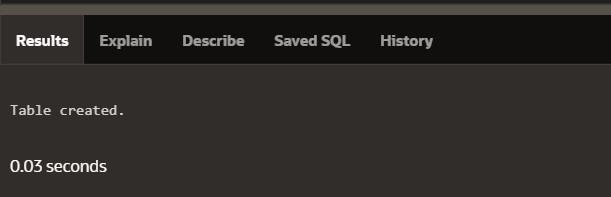 Results Explain Describe Saved SQL History
Table created.
0.03 seconds